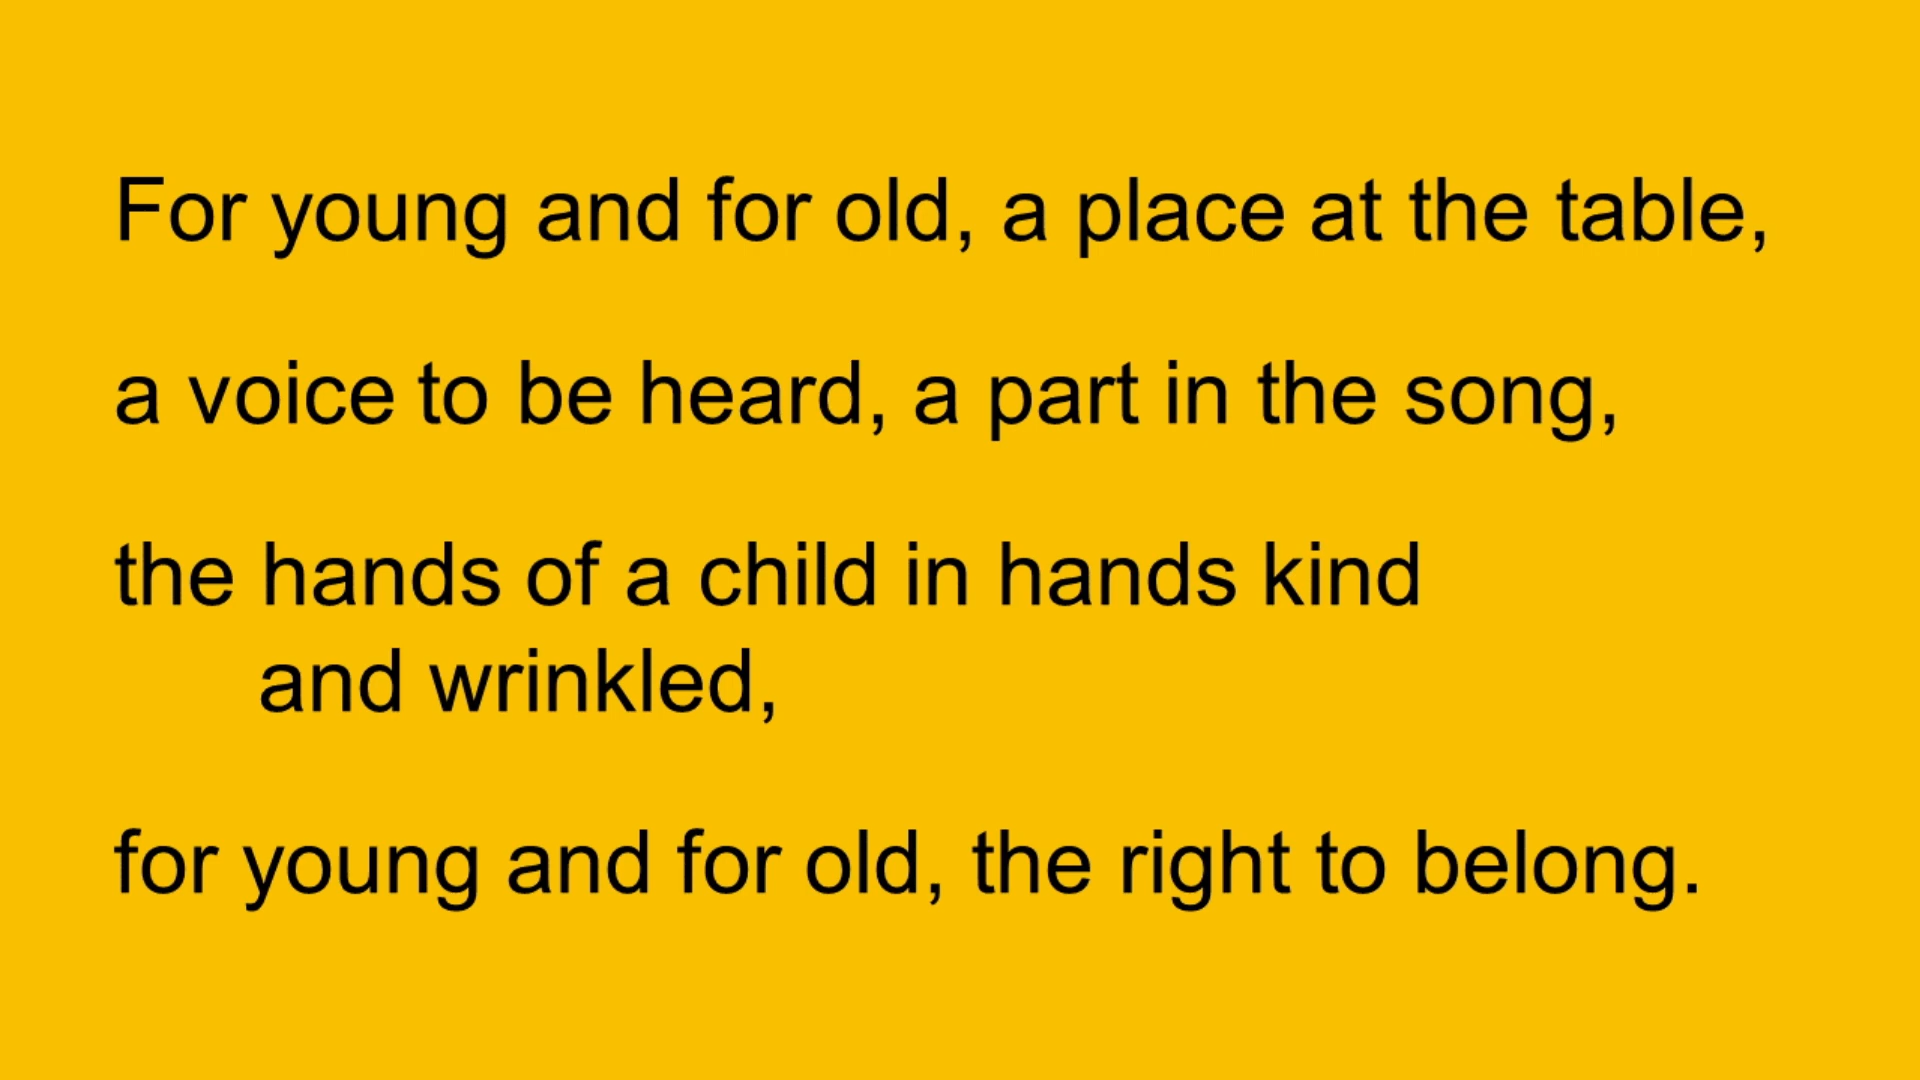 For young and for old, a place at the table,
a voice to be heard, a part in the song,
the hands of a child in hands kind
and wrinkled,
for young and for old, the right to belong.